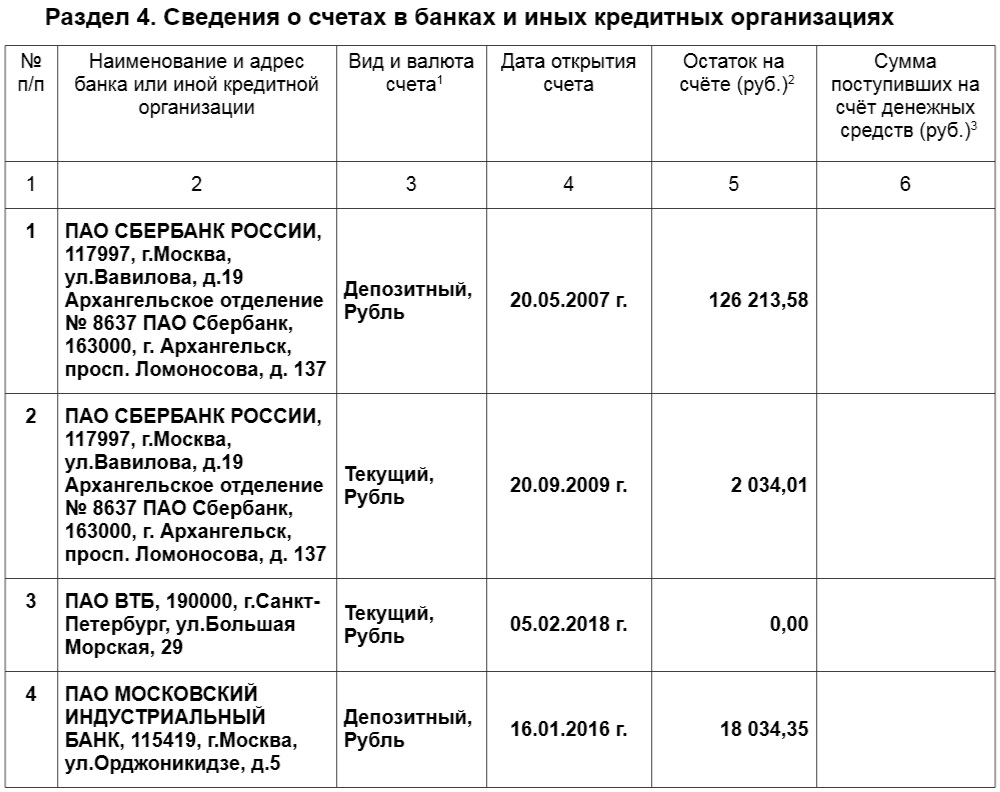 Раздел 4. Сведения о счетах в банках и иных кредитных организациях
№
п/п
Наименование и адрес
банка или иной кредитной
организации
Вид и валюта
счета1
Дата открытия
счета
Остаток на
счёте (руб.)2
Сумма
поступивших на
счёт денежных
средств (руб.)3
1
2
3
4
5
6
1
ПАО СБЕРБАНК РОССИИ,
117997, г.Москва,
ул.Вавилова, д.19
Архангельское отделение
№ 8637 ПАО Сбербанк,
163000, г. Архангельск,
просп. Ломоносова, д. 137
Депозитный,
Рубль
20.05.2007 г.
126 213,58
2
ПАО СБЕРБАНК РОССИИ,
117997, г.Москва,
ул.Вавилова, д.19
Архангельское отделение
№ 8637 ПАО Сбербанк,
163000, г. Архангельск,
просп. Ломоносова, д. 137
Текущий,
Рубль
20.09.2009 г.
2 034,01
3
ПАО ВТБ, 190000, г.Санкт-
Петербург, ул.Большая
Морская, 29
Текущий,
Рубль
05.02.2018 г.
0,00
4
ПАО МОСКОВСКИЙ
ИНДУСТРИАЛЬНЫЙ
БАНК, 115419, г.Москва,
ул.Орджоникидзе, д.5
Депозитный,
Рубль
16.01.2016 г.
18 034,35